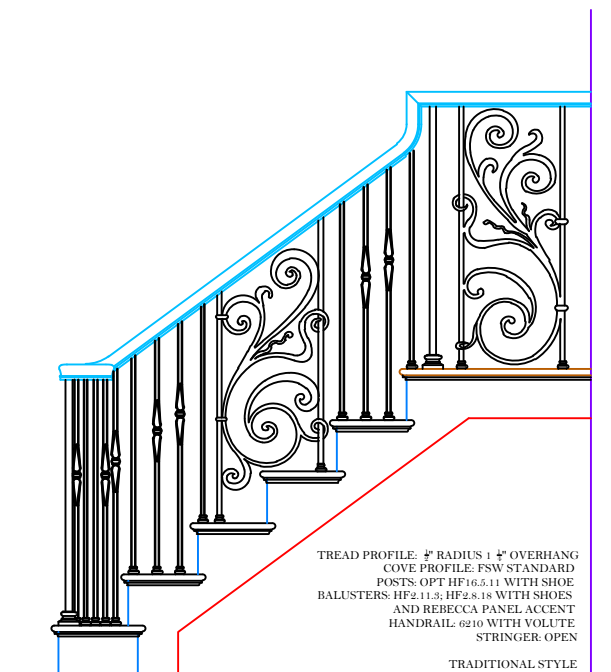 TREAD PROFILE: ½" RADIUS 1 ¼" OVERHANG
COVE PROFILE: FSW STANDARD
POSTS: OPT HF16.5.11 WITH SHOE
BALUSTERS: HF2.11.3; HF2.8.18 WITH SHOES
AND REBECCA PANEL ACCENT
HANDRAIL: 6210 WITH VOLUTE
STRINGER: OPEN
TRADITIONAL STYLE